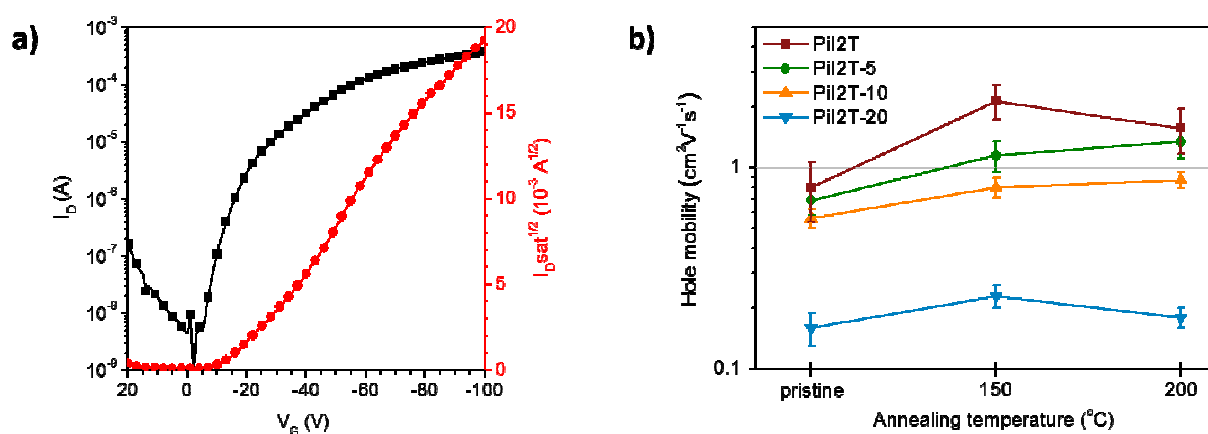 a)
10⁻³
10⁻⁴
10⁻⁵
10⁻⁶
10⁻⁷
10⁻⁸
10⁻⁹
I_D (A)
20
15
10
5
0
I_Dsat^1/2 (10⁻³ A^1/2)
20 0 -20 -40 -60 -80 -100
V_G (V)
b)
PiI2T
PiI2T-5
PiI2T-10
PiI2T-20
Hole mobility (cm²V⁻¹s⁻¹)
1
0.1
pristine 150 200
Annealing temperature (°C)